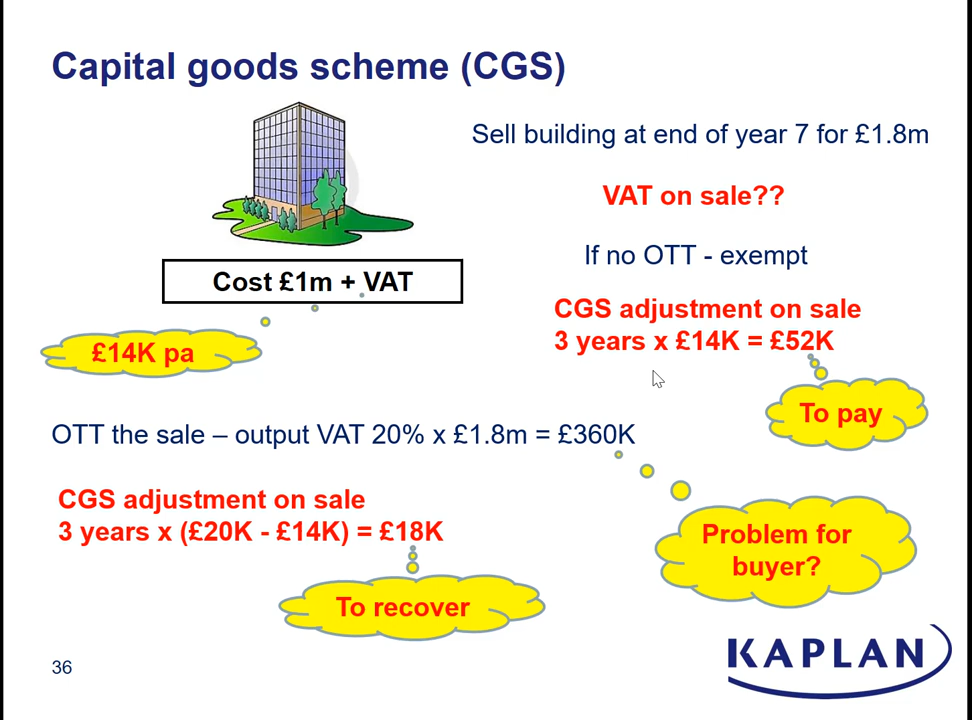 Capital goods scheme (CGS)
Sell building at end of year 7 for £1.8m
VAT on sale??
If no OTT - exempt
Cost £1m + VAT
CGS adjustment on sale
3 years x £14K = £52K
£14K pa
To pay
OTT the sale – output VAT 20% x £1.8m = £360K
CGS adjustment on sale
3 years x (£20K - £14K) = £18K
Problem for
buyer?
To recover
36
KAPLAN